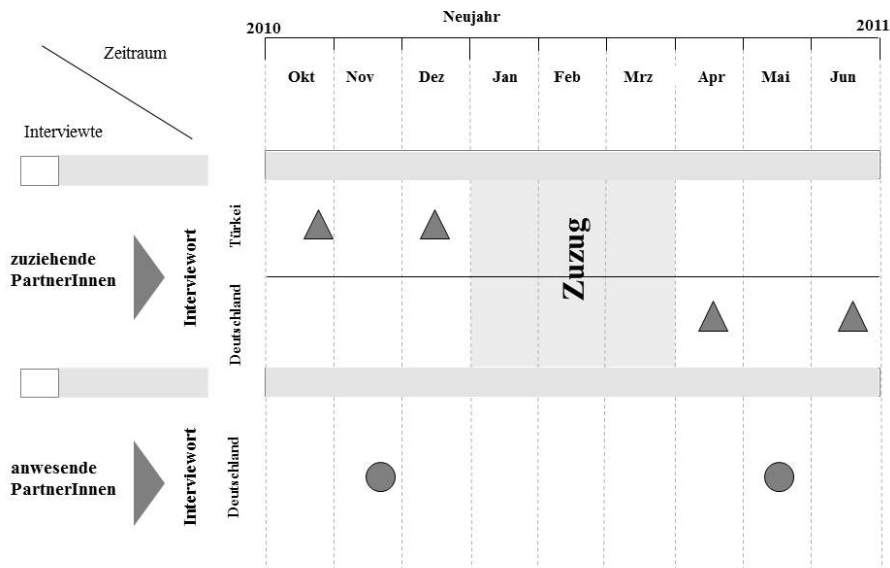 Neujahr
2010
2011
Zeitraum
Okt Nov Dez Jan Feb Mrz Apr Mai Jun
Interviewte
Türkei
zuziehende
PartnerInnen
Interviewort
Zuzug
Deutschland
anwesende
PartnerInnen
Interviewort
Deutschland